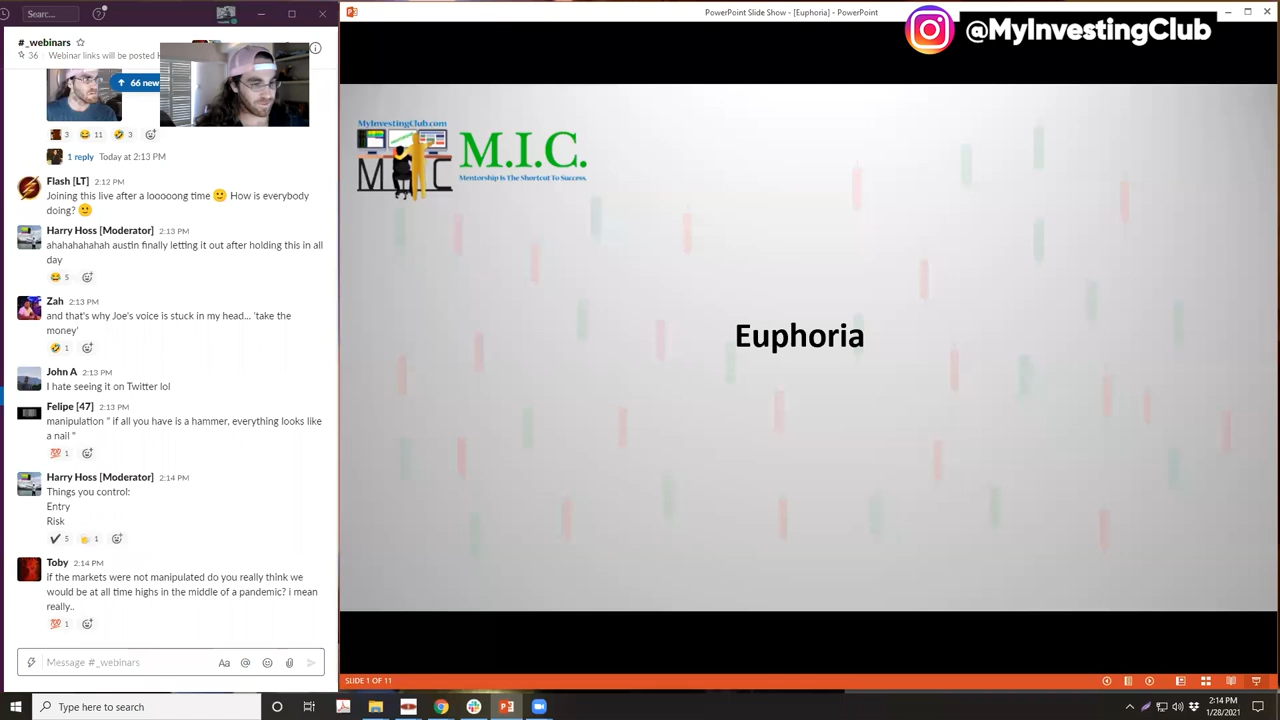 Searc...
#_webinars
36
Webinar links will be posted
66 new
3
11
3
1 reply Today at 2:13 PM
Flash [LT] 2:12 PM
Joining this live after a looooong time 🙂 How is everybody
doing? 🙂
Harry Hoss [Moderator] 2:13 PM
ahahahahahah austin finally letting it out after holding this in all
day
5
Zah 2:13 PM
and that's why Joe's voice is stuck in my head... 'take the
money'
1
John A 2:13 PM
I hate seeing it on Twitter lol
Felipe [47] 2:13 PM
manipulation " if all you have is a hammer, everything looks like
a nail "
1
Harry Hoss [Moderator] 2:14 PM
Things you control:
Entry
Risk
5
1
Toby 2:14 PM
if the markets were not manipulated do you really think we
would be at all time highs in the middle of a pandemic? i mean
really..
1
Message #_webinars
Aa
PowerPoint Slide Show - [Euphoria] - PowerPoint
@MyInvestingClub
MyInvestingClub.com
MIC
M.I.C.
Mentorship Is The Shortcut To Success.
Euphoria
SLIDE 1 OF 11
Type here to search
2:14 PM
1/28/2021